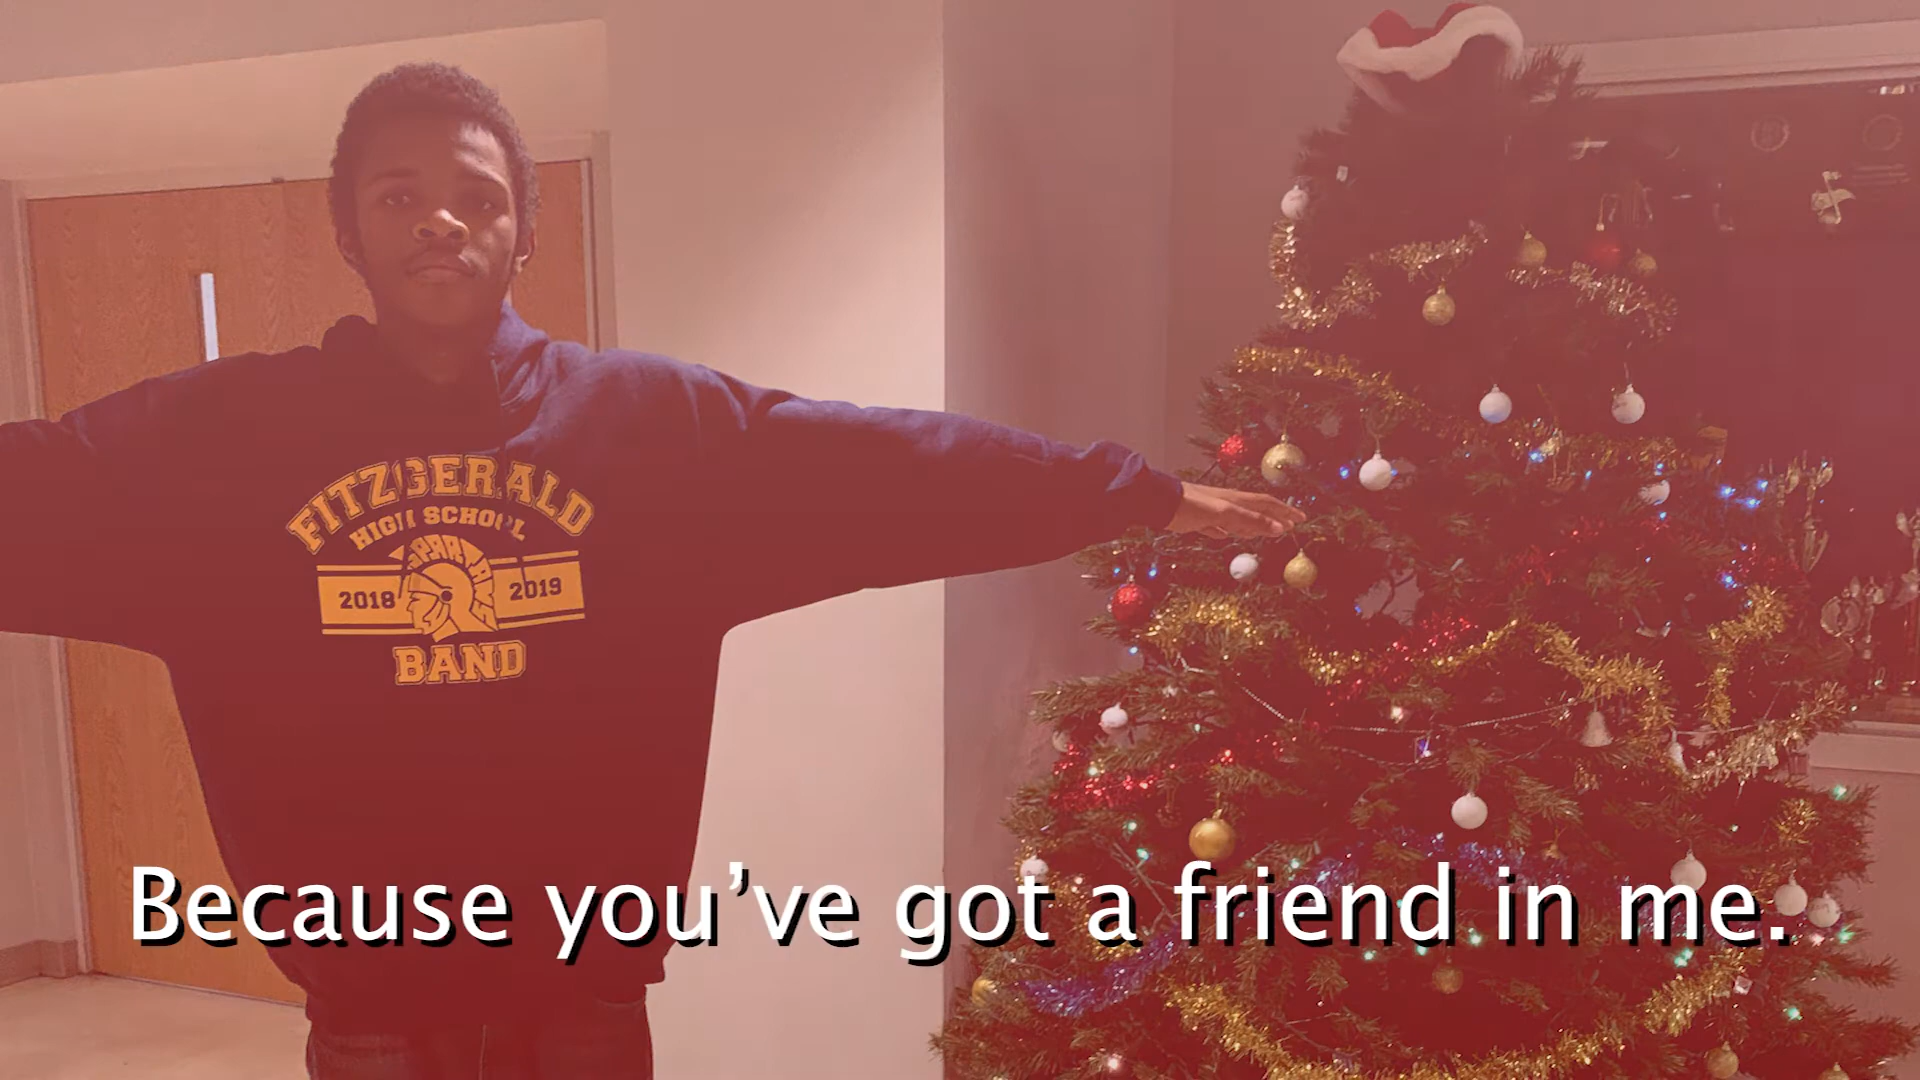 FITZGERALD
HIGH SCHOOL
SPARTANS
2018 2019
BAND
Because you’ve got a friend in me.